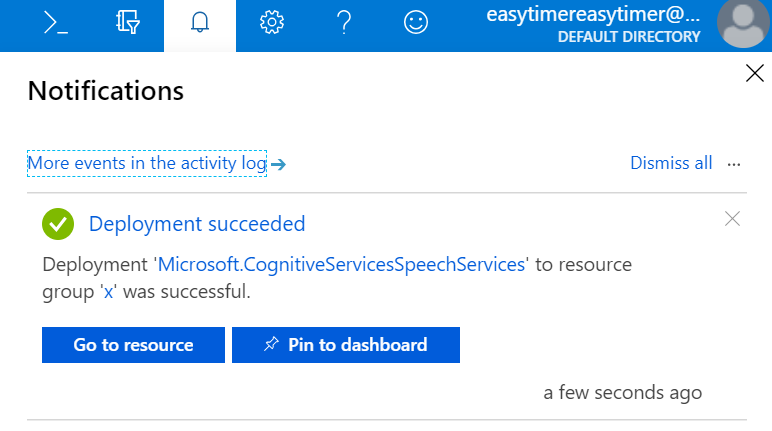 easytimereasytimer@...
DEFAULT DIRECTORY
Notifications
More events in the activity log
Dismiss all
Deployment succeeded
Deployment 'Microsoft.CognitiveServicesSpeechServices' to resource
group 'x' was successful.
Go to resource
Pin to dashboard
a few seconds ago